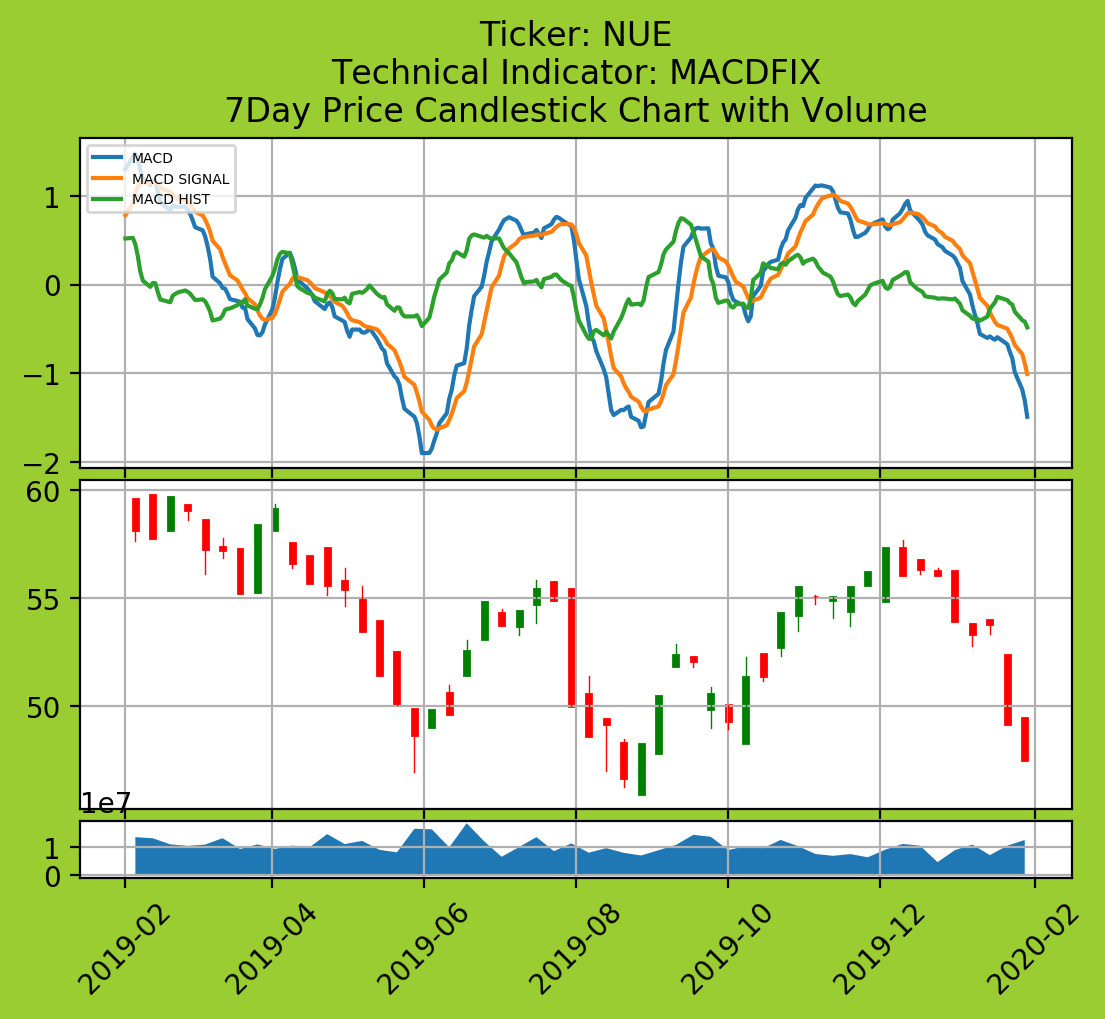 Ticker: NUE
Technical Indicator: MACDFIX
7Day Price Candlestick Chart with Volume
MACD
MACD SIGNAL
MACD HIST
1
0
−1
−2
60
55
50
1e7
1
0
2019-02
2019-04
2019-06
2019-08
2019-10
2019-12
2020-02